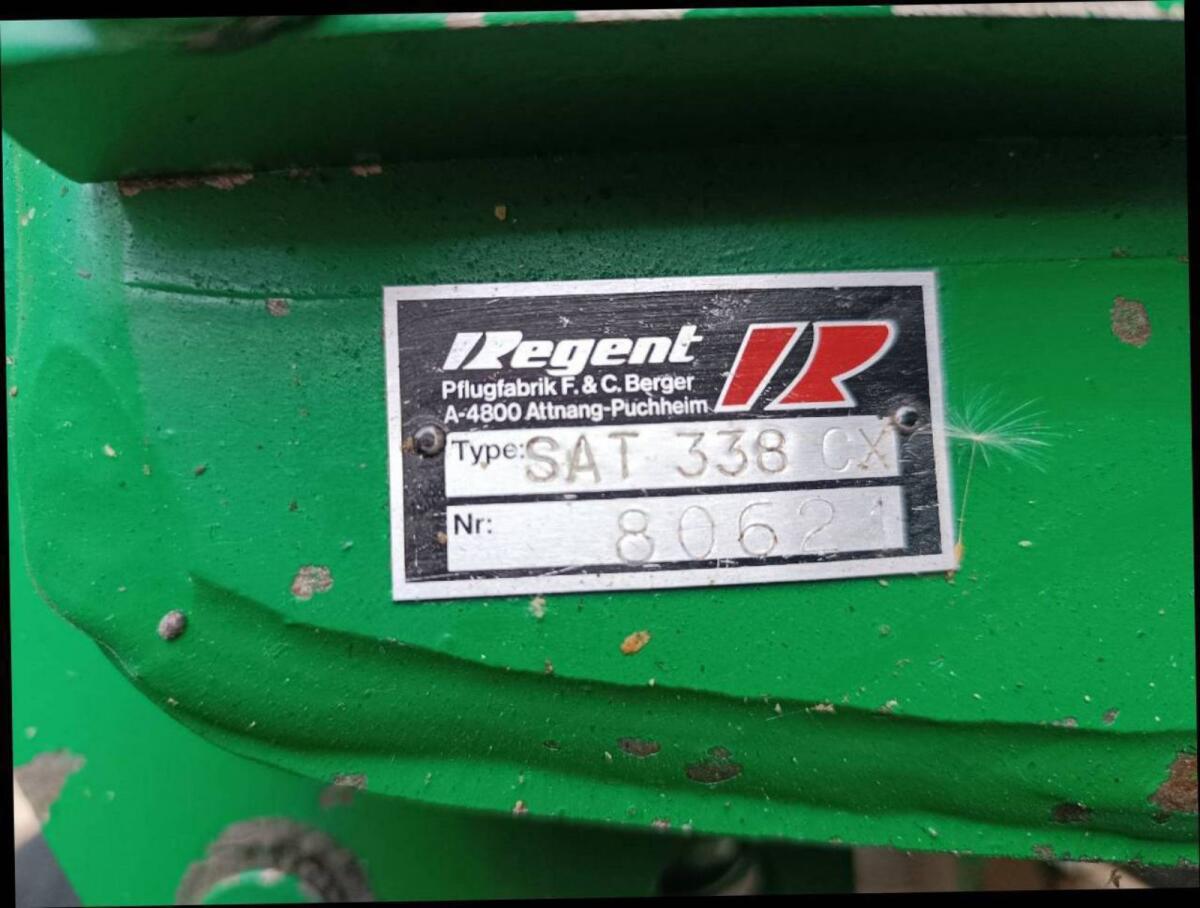 Regent
Pflugfabrik F. & C. Berger
A-4800 Attnang-Puchheim
Type: SAT 338 CX
Nr: 80621